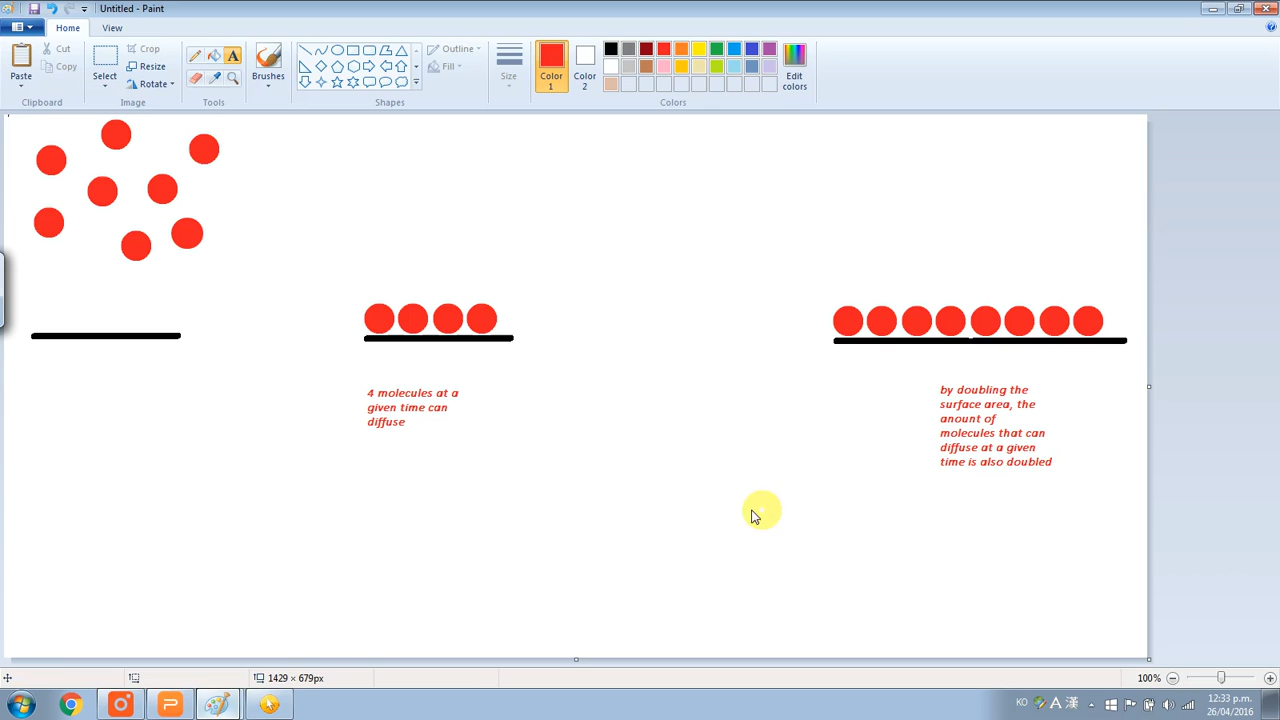 Untitled - Paint
Home View
Paste
Cut
Copy
Clipboard
Select
Crop
Resize
Rotate
Image
Tools
Brushes
Shapes
Outline
Fill
Size
Color 1
Color 2
Edit colors
Colors
4 molecules at a
given time can
diffuse
by doubling the
surface area, the
anount of
molecules that can
diffuse at a given
time is also doubled
1429 × 679px
100%
KO A 漢
12:33 p.m.
26/04/2016